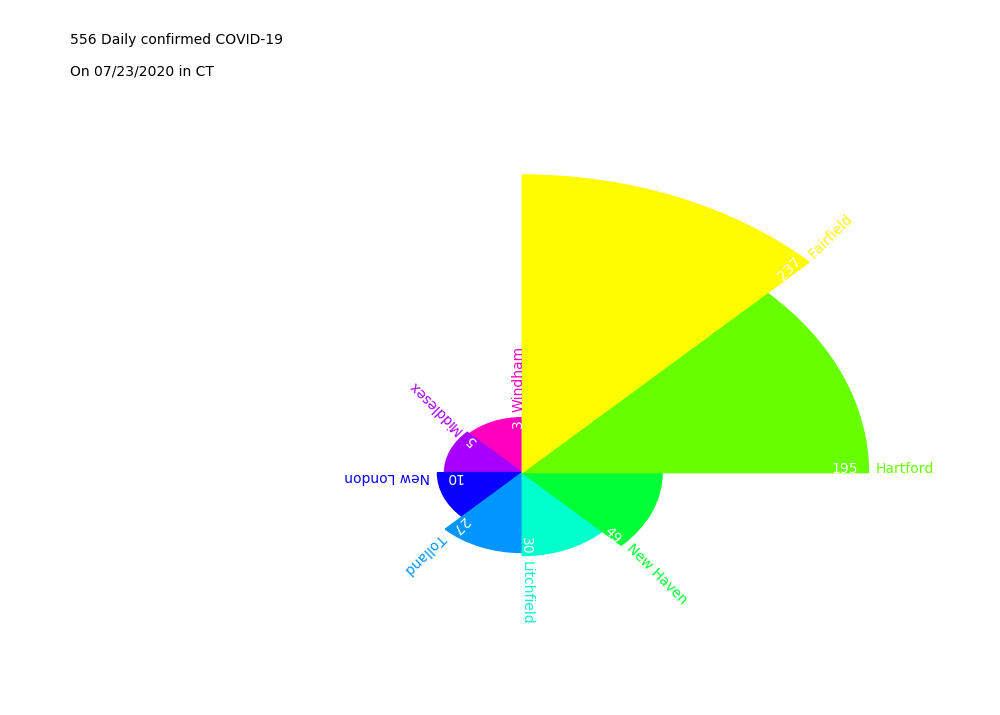 556 Daily confirmed COVID-19
On 07/23/2020 in CT
237 Fairfield
195 Hartford
49 New Haven
30 Litchfield
27 Tolland
10 New London
5 Middlesex
3 Windham